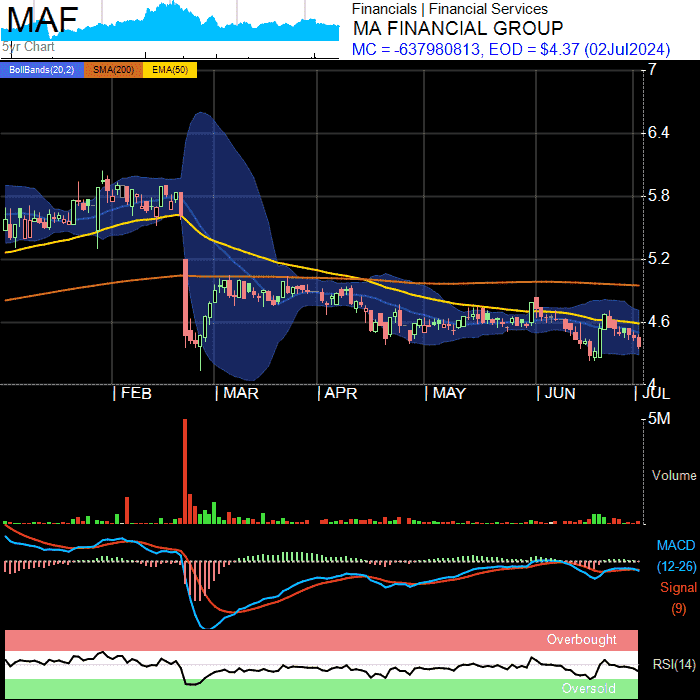 MAF
5yr Chart
Financials | Financial Services
MA FINANCIAL GROUP
MC = -637980813, EOD = $4.37 (02Jul2024)
BollBands(20,2) SMA(200) EMA(50)
7
6.4
5.8
5.2
4.6
4
FEB MAR APR MAY JUN JUL
5M
Volume
MACD
(12-26)
Signal
(9)
Overbought
RSI(14)
Oversold